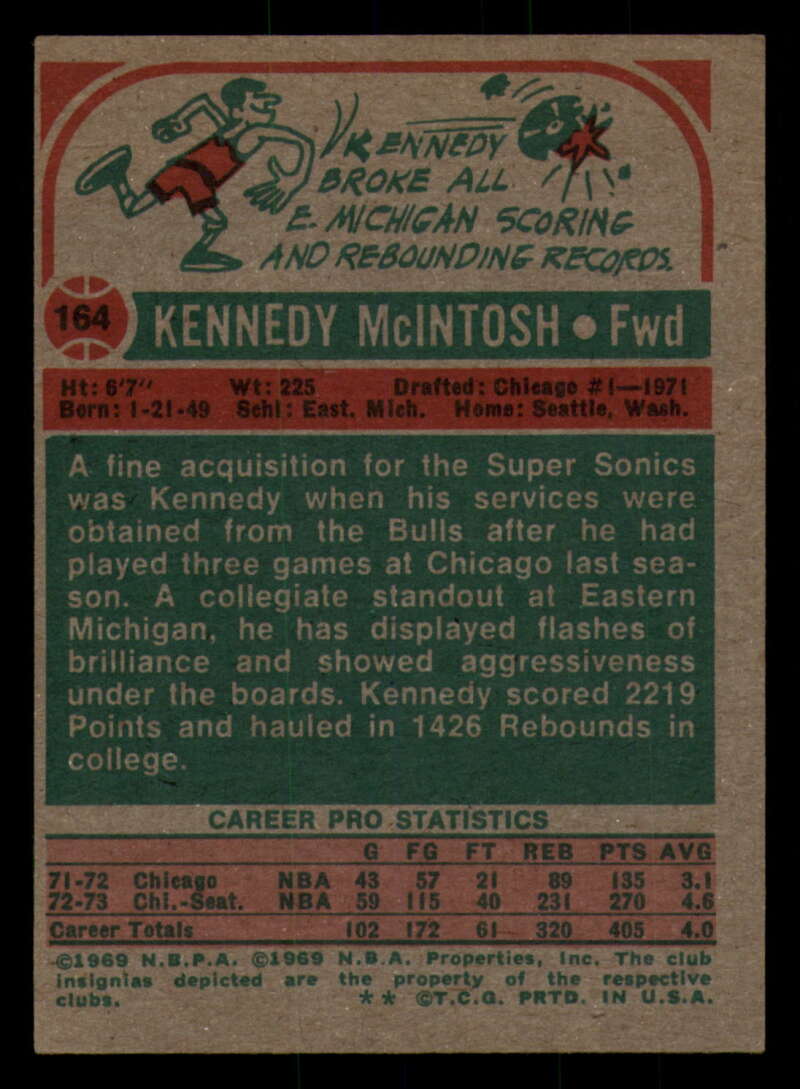 KENNEDY
BROKE ALL
E. MICHIGAN SCORING
AND REBOUNDING RECORDS.
164
KENNEDY McINTOSH • Fwd
Ht: 6'7" Wt: 225 Drafted: Chicago #1—1971
Born: 1-21-49 Schl: East. Mich. Home: Seattle, Wash.
A fine acquisition for the Super Sonics
was Kennedy when his services were
obtained from the Bulls after he had
played three games at Chicago last sea-
son. A collegiate standout at Eastern
Michigan, he has displayed flashes of
brilliance and showed aggressiveness
under the boards. Kennedy scored 2219
Points and hauled in 1426 Rebounds in
college.
CAREER PRO STATISTICS
G FG FT REB PTS AVG
71-72 Chicago NBA 43 57 21 89 135 3.1
72-73 Chi.-Seat. NBA 59 115 40 231 270 4.6
Career Totals 102 172 61 320 405 4.0
©1969 N.B.P.A. ©1969 N.B.A. Properties, Inc. The club
insignias depicted are the property of the respective
clubs. ** ©T.C.G. PRTD. IN U.S.A.